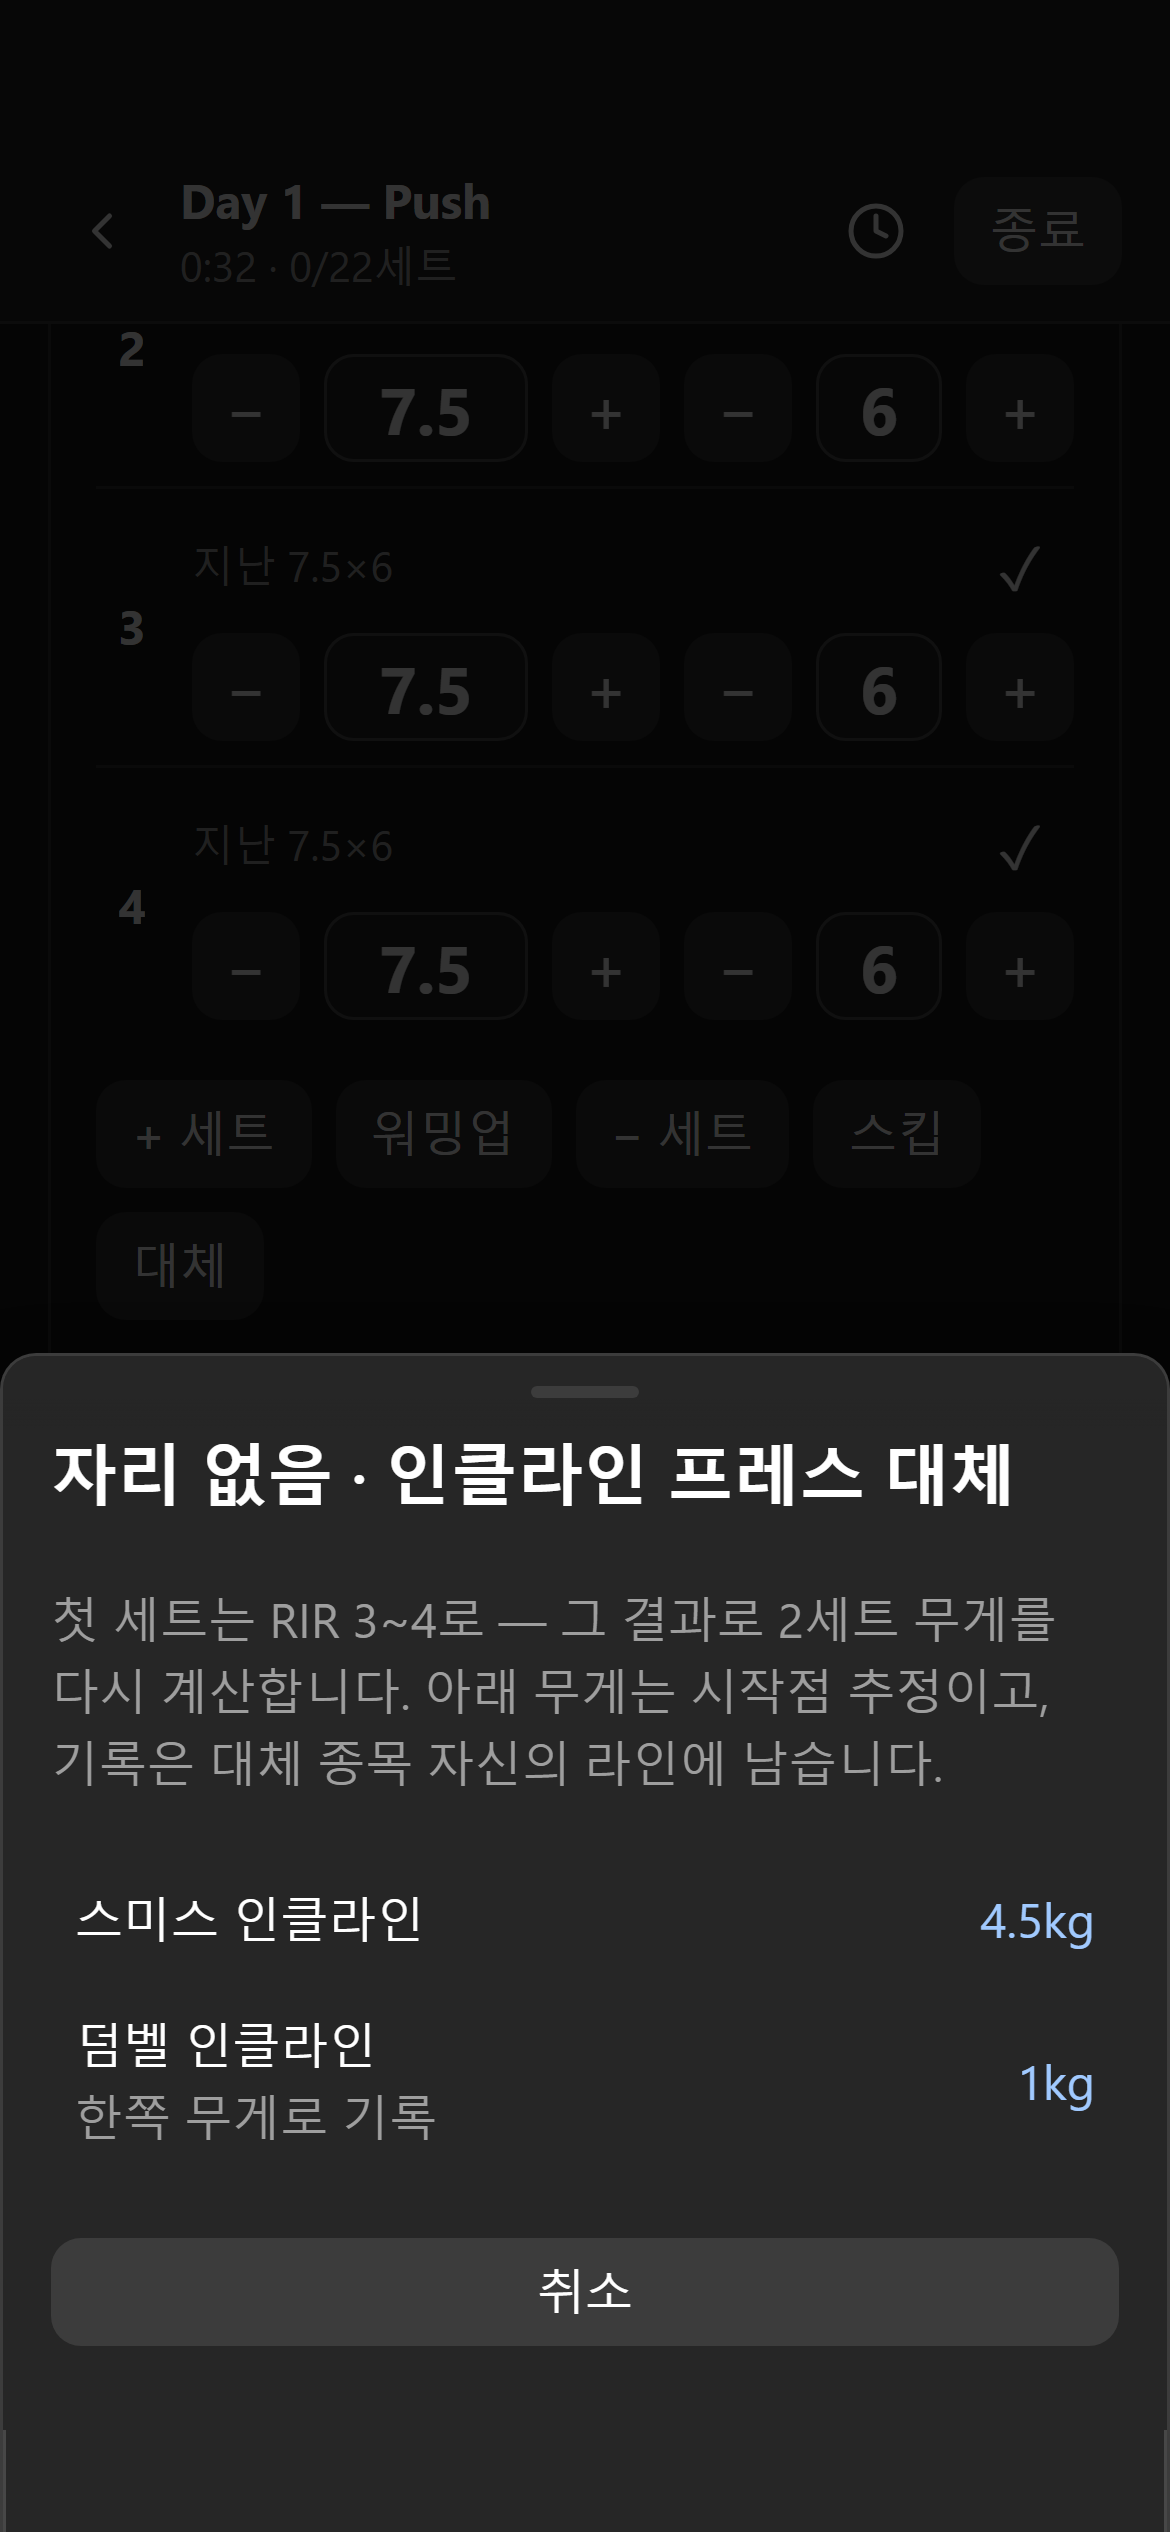 Day 1 — Push
0:32 · 0/22세트
종료
2
− 7.5 + − 6 +
지난 7.5×6 ✓
3
− 7.5 + − 6 +
지난 7.5×6 ✓
4
− 7.5 + − 6 +
+ 세트 워밍업 − 세트 스킵
대체
자리 없음 · 인클라인 프레스 대체
첫 세트는 RIR 3~4로 — 그 결과로 2세트 무게를
다시 계산합니다. 아래 무게는 시작점 추정이고,
기록은 대체 종목 자신의 라인에 남습니다.
스미스 인클라인 4.5kg
덤벨 인클라인
한쪽 무게로 기록
1kg
취소